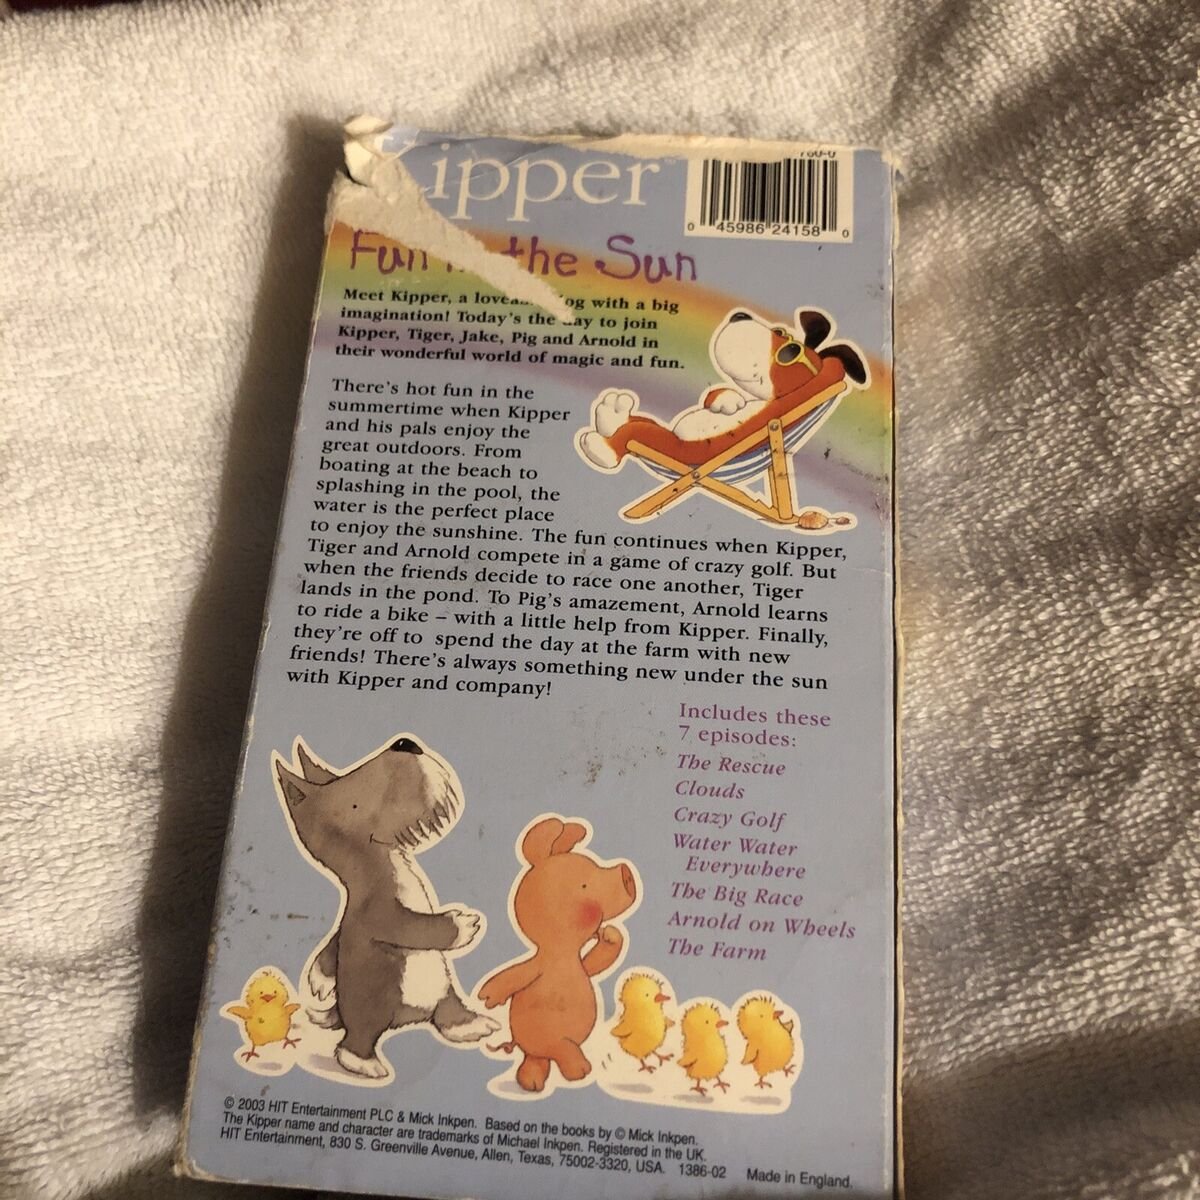 Kipper™
760-0
0 45986 24158 0
Fun the Sun
Meet Kipper, a with a big
imagination! Today's the day to join
Kipper, Tiger, Jake, Pig and Arnold in
their wonderful world of magic and fun.
There's hot fun in the
summertime when Kipper
and his pals enjoy the
great outdoors. From
boating at the beach to
splashing in the pool, the
water is the perfect place
to enjoy the sunshine. The fun continues when Kipper,
Tiger and Arnold compete in a game of crazy golf. But
when the friends decide to race one another, Tiger
lands in the pond. To Pig's amazement, Arnold learns
to ride a bike – with a little help from Kipper. Finally,
they're off to spend the day at the farm with new
friends! There's always something new under the sun
with Kipper and company!
Includes these
7 episodes:
The Rescue
Clouds
Crazy Golf
Water Water
Everywhere
The Big Race
Arnold on Wheels
The Farm
© 2003 HIT Entertainment PLC & Mick Inkpen. Based on the books by © Mick Inkpen.
The Kipper name and character are trademarks of Michael Inkpen. Registered in the UK.
HIT Entertainment, 830 S. Greenville Avenue, Allen, Texas, 75002-3320, USA. 1386-02 Made in England.